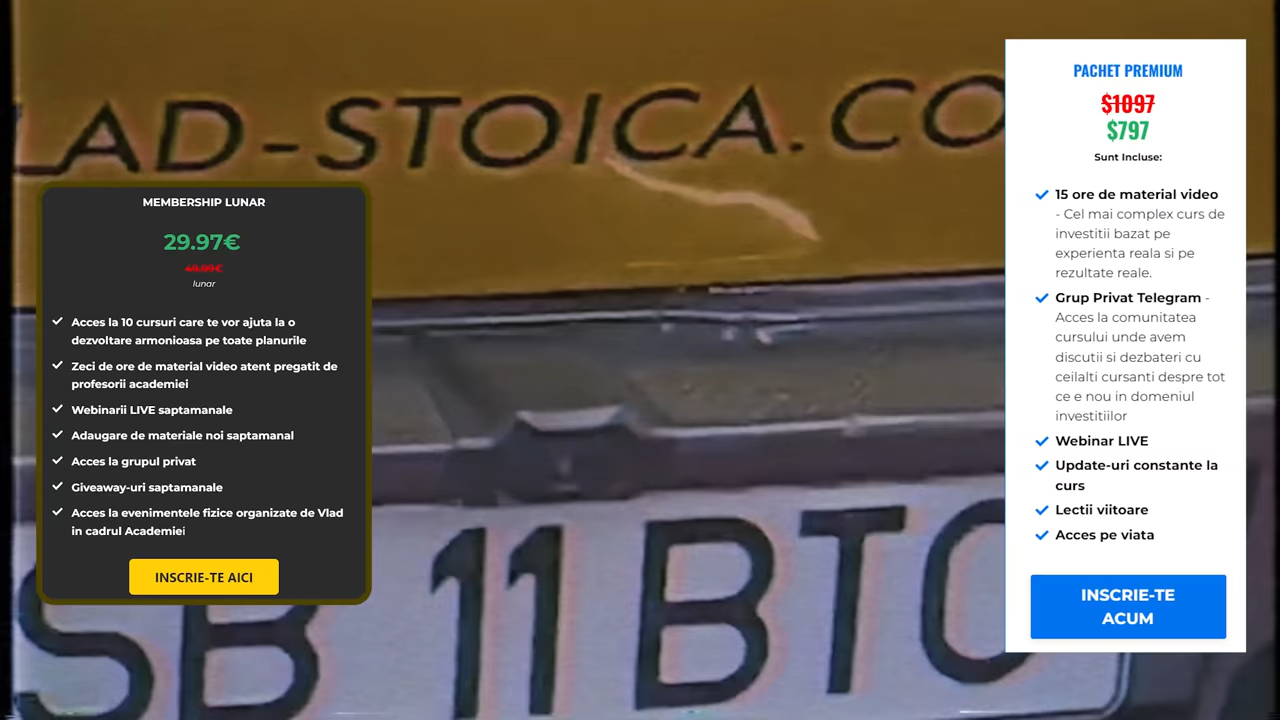 LAD-STOICA.CO
MEMBERSHIP LUNAR
29.97€
49.99€
lunar
Acces la 10 cursuri care te vor ajuta la o
dezvoltare armonioasa pe toate planurile
Zeci de ore de material video atent pregatit de
profesorii academiei
Webinarii LIVE saptamanale
Adaugare de materiale noi saptamanal
Acces la grupul privat
Giveaway-uri saptamanale
Acces la evenimentele fizice organizate de Vlad
in cadrul Academiei
INSCRIE-TE AICI
SB 11 BTC
PACHET PREMIUM
$1097
$797
Sunt Incluse:
15 ore de material video
- Cel mai complex curs de
investitii bazat pe
experienta reala si pe
rezultate reale.
Grup Privat Telegram -
Acces la comunitatea
cursului unde avem
discutii si dezbateri cu
ceilalti cursanti despre tot
ce e nou in domeniul
investitiilor
Webinar LIVE
Update-uri constante la
curs
Lectii viitoare
Acces pe viata
INSCRIE-TE
ACUM